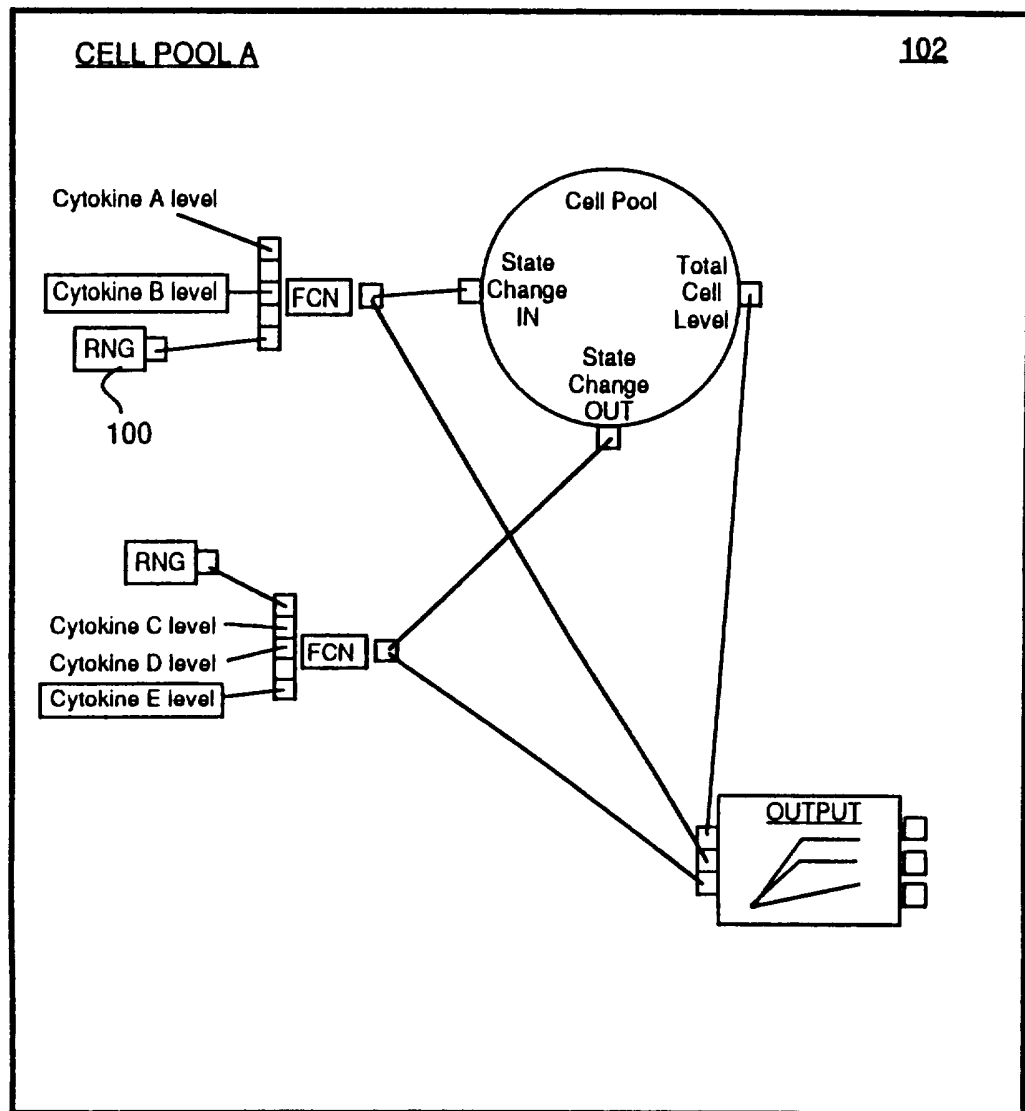 CELL POOL A
102
Cytokine A level
Cytokine B level
RNG
100
FCN
Cell Pool
State
Change
IN
Total
Cell
Level
State
Change
OUT
RNG
Cytokine C level
Cytokine D level
Cytokine E level
FCN
OUTPUT